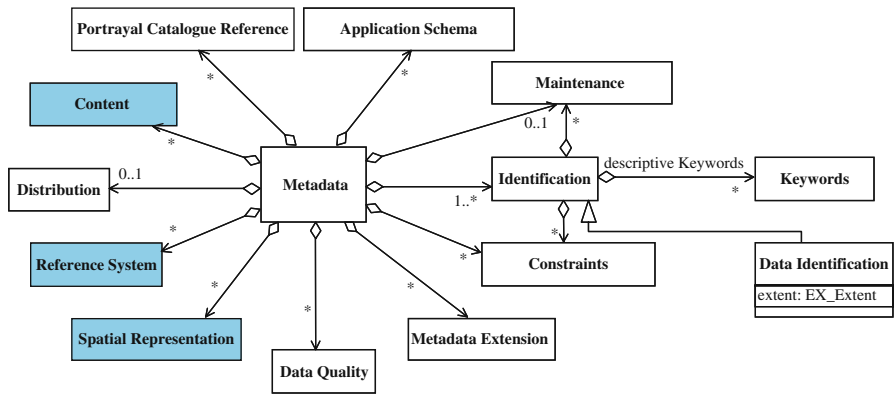 Portrayal Catalogue Reference
Application Schema
*
*
Content
Maintenance
*
0..1
*
Distribution
0..1
Metadata
Identification
descriptive Keywords
Keywords
1..*
*
*
*
*
Reference System
Constraints
Data Identification
extent: EX_Extent
*
*
*
Spatial Representation
Metadata Extension
Data Quality